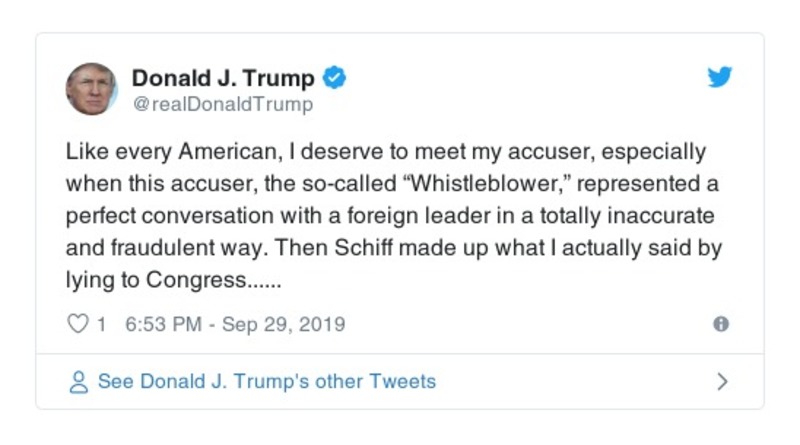 Donald J. Trump
@realDonaldTrump
Like every American, I deserve to meet my accuser, especially
when this accuser, the so-called “Whistleblower,” represented a
perfect conversation with a foreign leader in a totally inaccurate
and fraudulent way. Then Schiff made up what I actually said by
lying to Congress......
1 6:53 PM - Sep 29, 2019
See Donald J. Trump's other Tweets